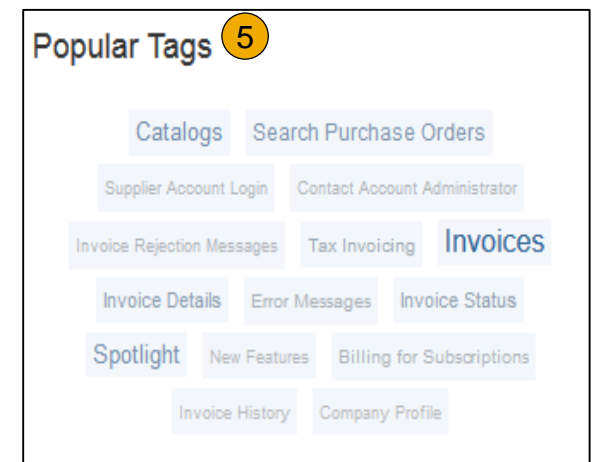 Popular Tags 5
Catalogs Search Purchase Orders
Supplier Account Login Contact Account Administrator
Invoice Rejection Messages Tax Invoicing Invoices
Invoice Details Error Messages Invoice Status
Spotlight New Features Billing for Subscriptions
Invoice History Company Profile